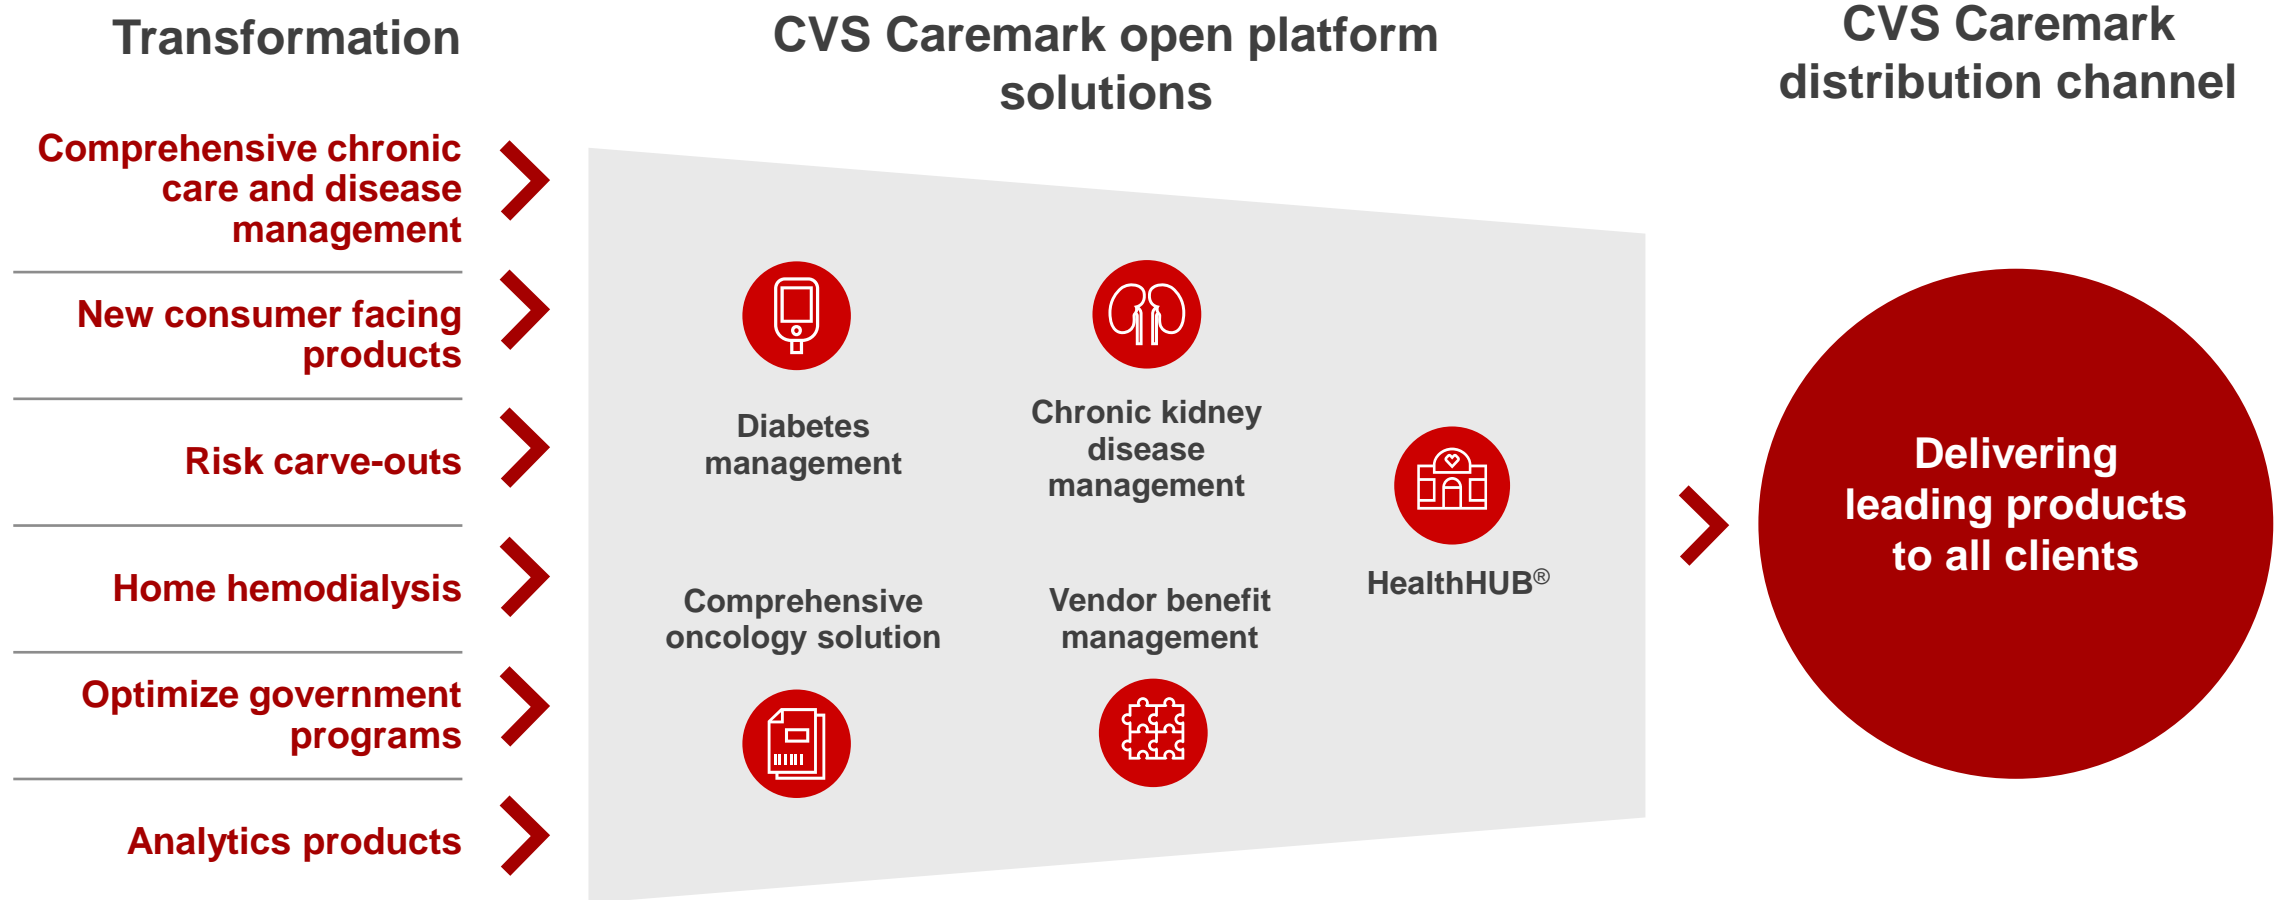 Transformation
Comprehensive chronic
care and disease
management
New consumer facing
products
Risk carve-outs
Home hemodialysis
Optimize government
programs
Analytics products
CVS Caremark open platform
solutions
Diabetes
management
Chronic kidney
disease
management
Comprehensive
oncology solution
Vendor benefit
management
HealthHUB®
CVS Caremark
distribution channel
Delivering
leading products
to all clients